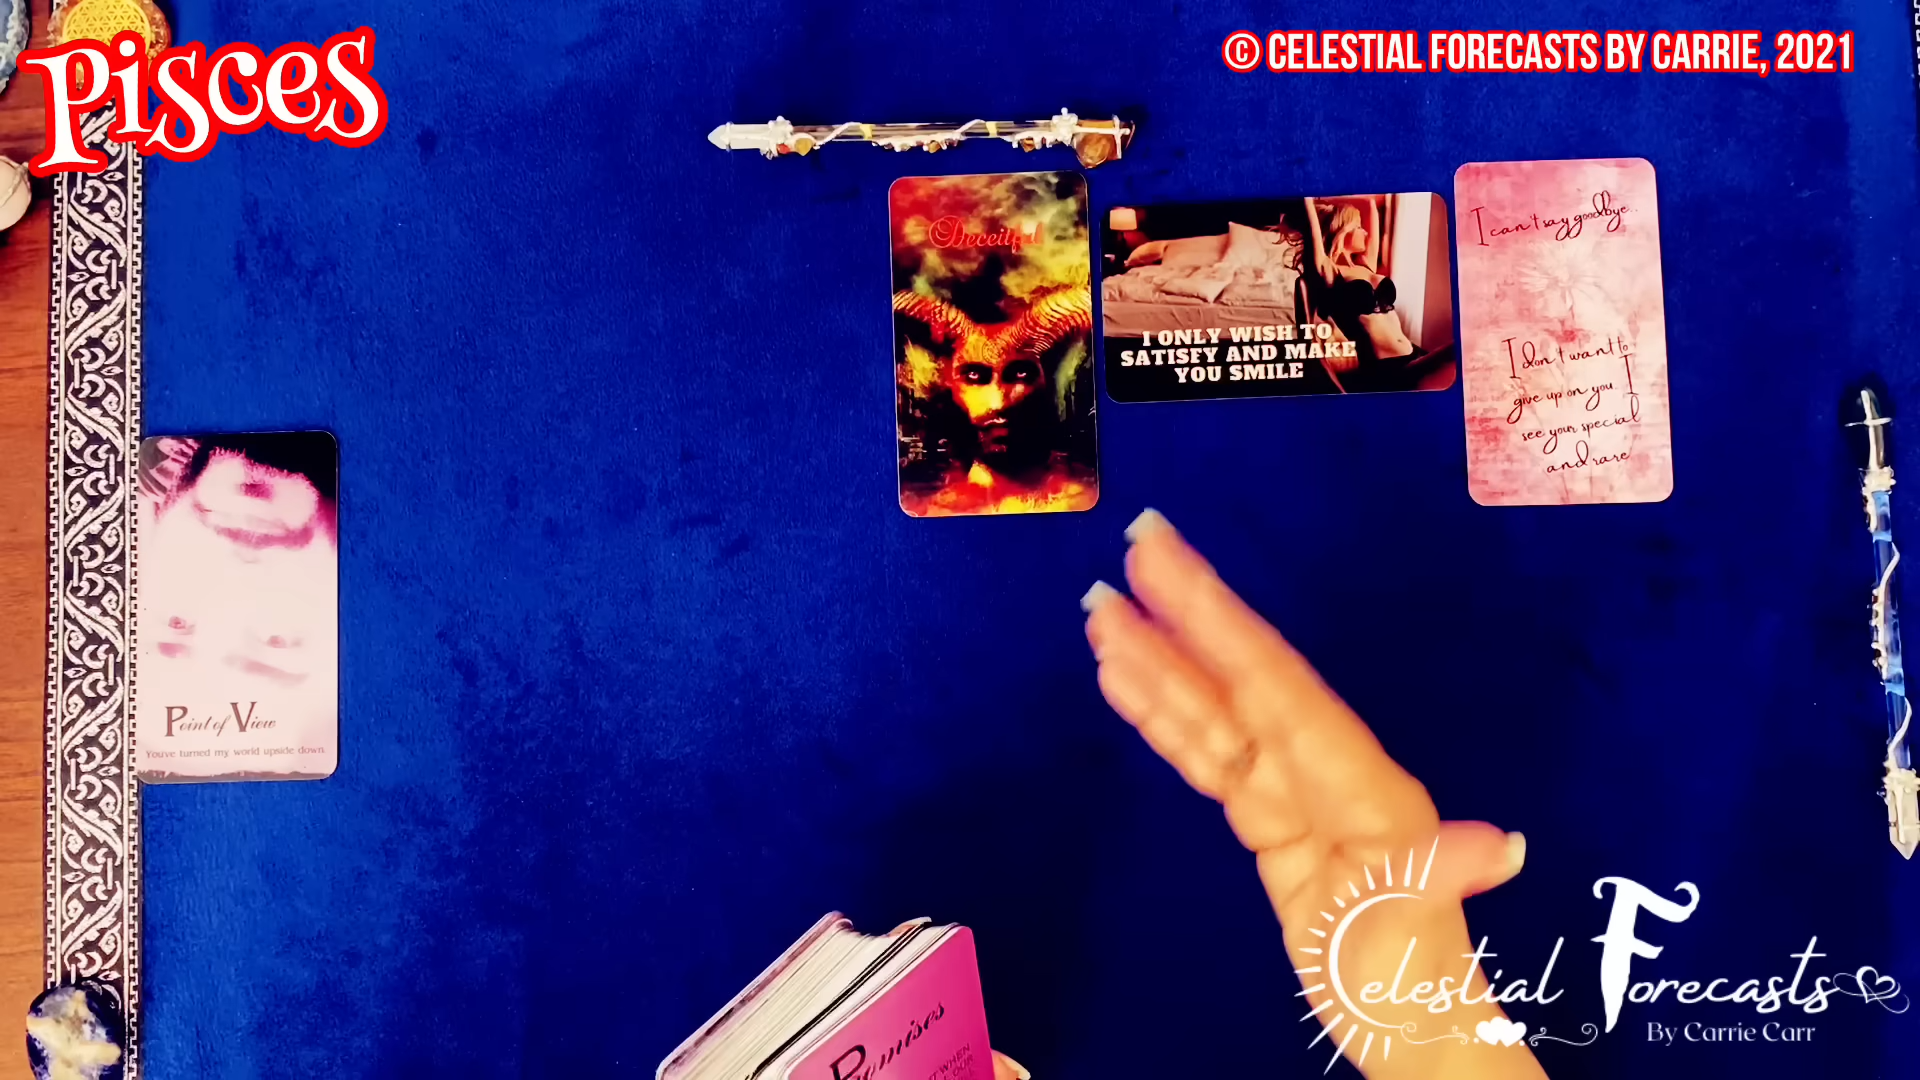 Pisces
© CELESTIAL FORECASTS BY CARRIE, 2021
Deceitful
I ONLY WISH TO
SATISFY AND MAKE
YOU SMILE
I can't say goodbye..
I don't want to
give up on you. I
see your special
and rare
Point of View
You've turned my world upside down.
Promises
WHEN
OUR
Celestial Forecasts
By Carrie Carr